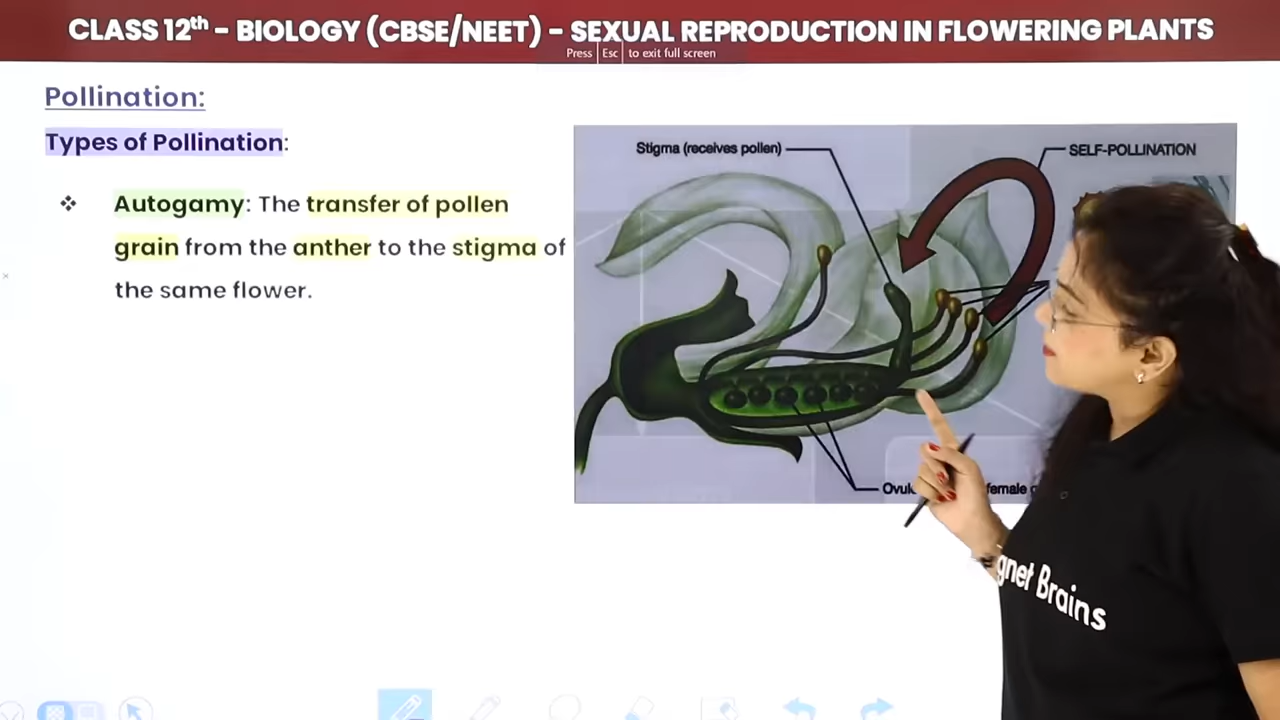 CLASS 12th – BIOLOGY (CBSE/NEET) – SEXUAL REPRODUCTION IN FLOWERING PLANTS
Press Esc to exit full screen
Pollination:
Types of Pollination:
❖ Autogamy: The transfer of pollen
grain from the anther to the stigma of
the same flower.
Stigma (receives pollen)
SELF-POLLINATION
female
Brains